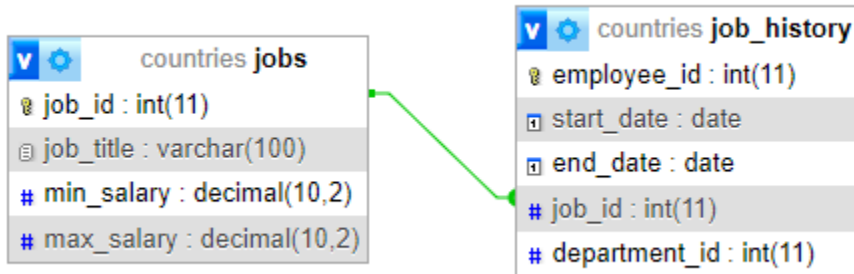 countries jobs
job_id : int(11)
job_title : varchar(100)
# min_salary : decimal(10,2)
# max_salary : decimal(10,2)
countries job_history
employee_id : int(11)
start_date : date
end_date : date
# job_id : int(11)
# department_id : int(11)